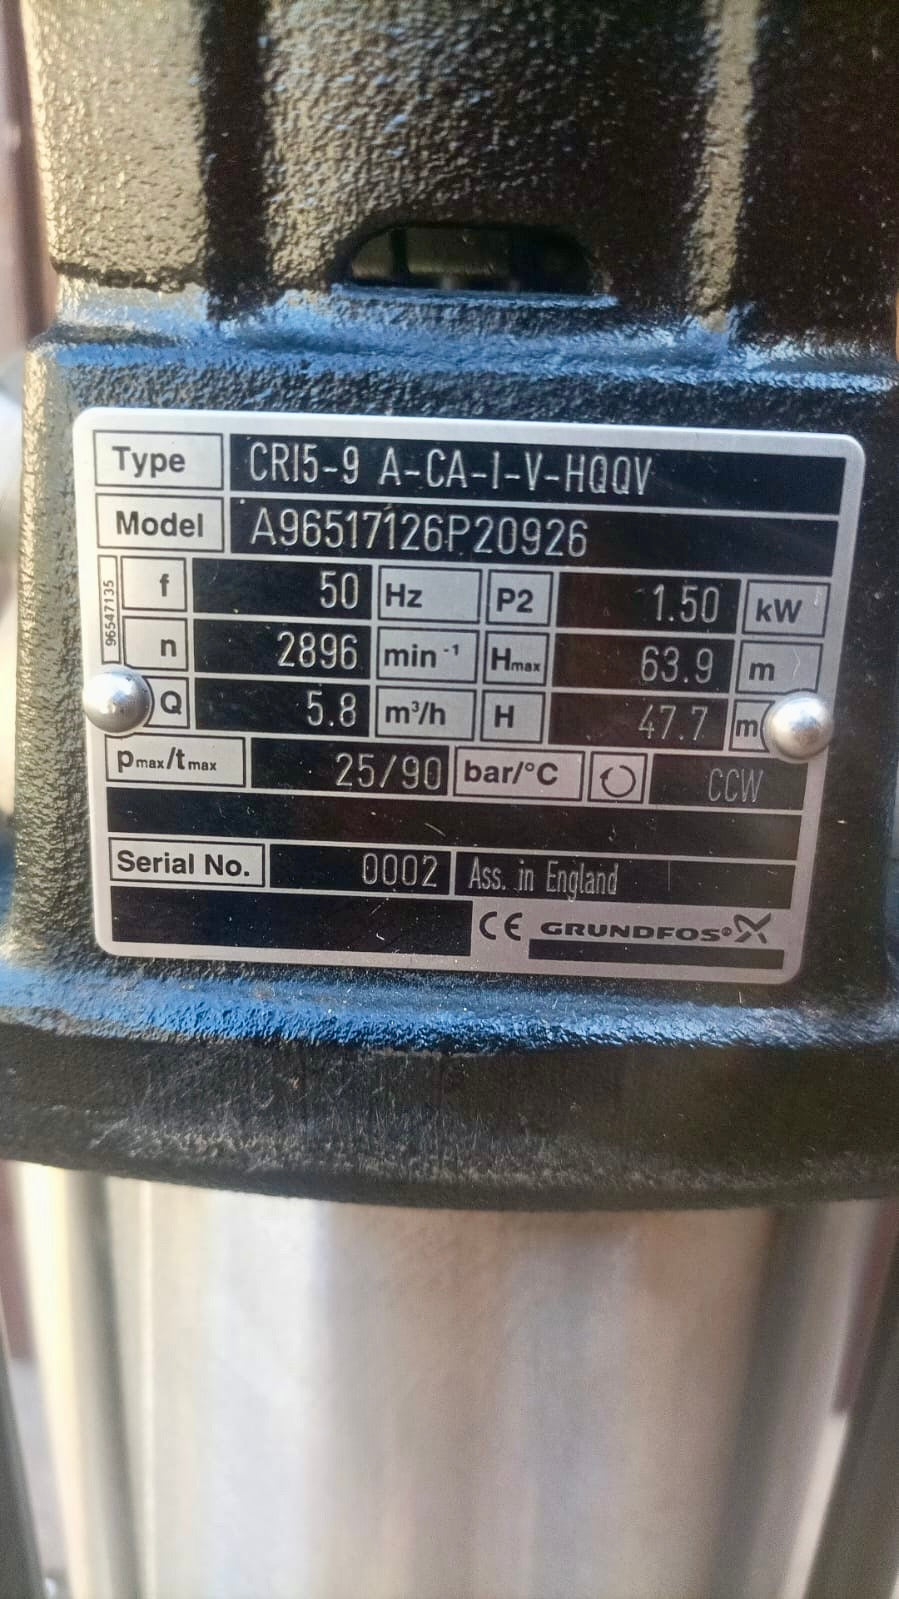 Type CRI5-9 A-CA-I-V-HQQV
Model A96517126P20926
96547135
f 50 Hz P2 1.50 kW
n 2896 min⁻¹ Hmax 63.9 m
Q 5.8 m³/h H 47.7 m
pmax/tmax 25/90 bar/°C CCW
Serial No. 0002 Ass. in England
CE GRUNDFOS®